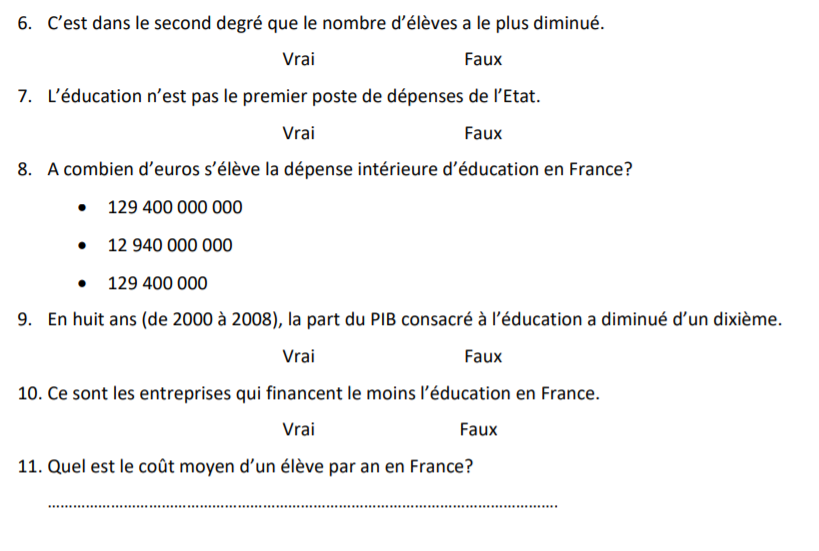 6. C’est dans le second degré que le nombre d’élèves a le plus diminué.
Vrai Faux
7. L’éducation n’est pas le premier poste de dépenses de l’Etat.
Vrai Faux
8. A combien d’euros s’élève la dépense intérieure d’éducation en France?
• 129 400 000 000
• 12 940 000 000
• 129 400 000
9. En huit ans (de 2000 à 2008), la part du PIB consacré à l’éducation a diminué d’un dixième.
Vrai Faux
10. Ce sont les entreprises qui financent le moins l’éducation en France.
Vrai Faux
11. Quel est le coût moyen d’un élève par an en France?
……………………………………………………………………………………………………………….